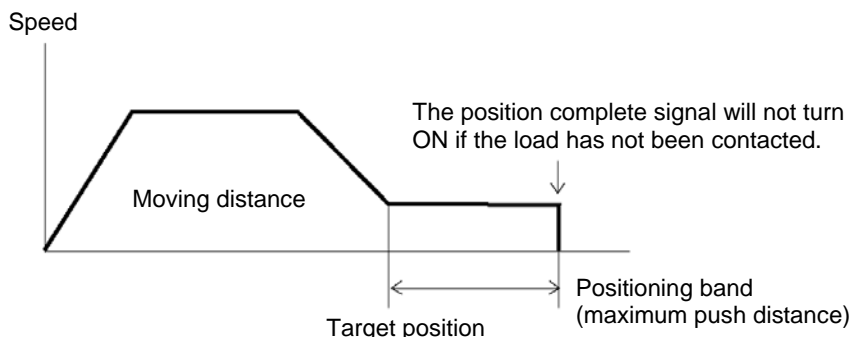 Speed
The position complete signal will not turn
ON if the load has not been contacted.
Moving distance
Positioning band
(maximum push distance)
Target position